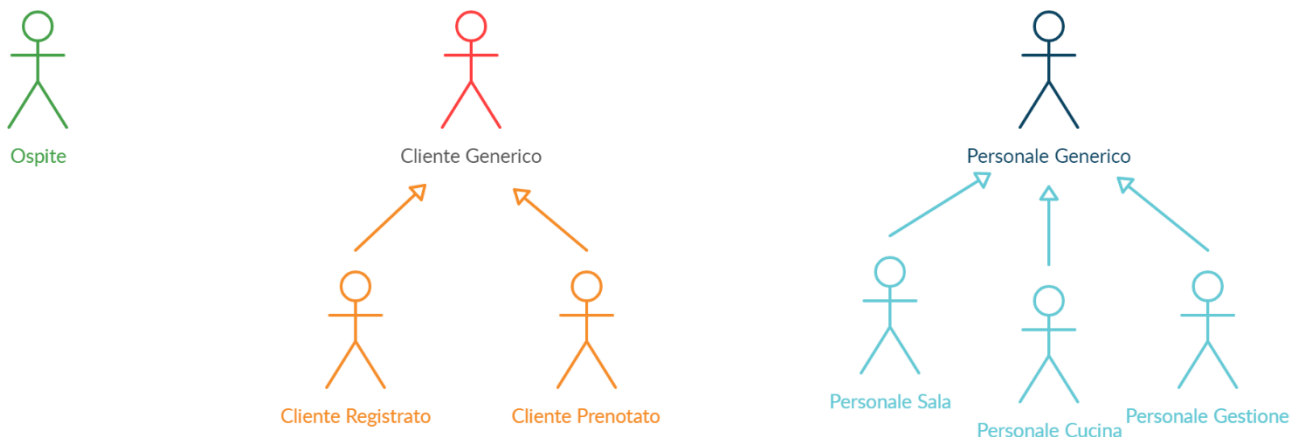 Ospite
Cliente Generico
Personale Generico
Cliente Registrato
Cliente Prenotato
Personale Sala
Personale Cucina
Personale Gestione